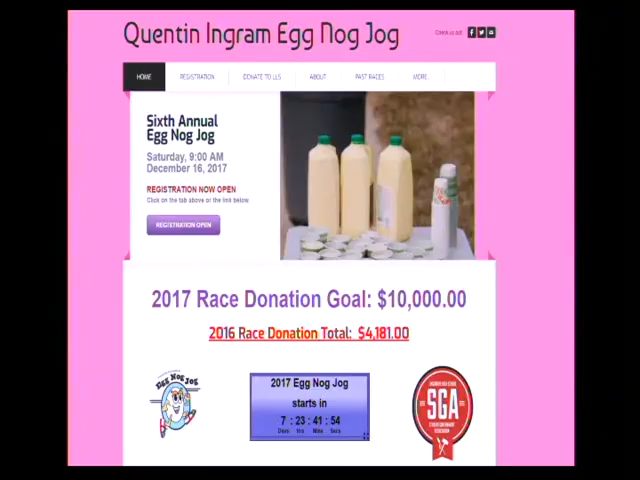 Quentin Ingram Egg Nog Jog
Check us out!
HOME
REGISTRATION
DONATE TO LLS
ABOUT
PAST RACES
MORE
Sixth Annual
Egg Nog Jog
Saturday, 9:00 AM
December 16, 2017
REGISTRATION NOW OPEN
Click on the tab above or the link below
REGISTRATION OPEN
2017 Race Donation Goal: $10,000.00
2016 Race Donation Total: $4,181.00
Egg Nog Jog
2017 Egg Nog Jog
starts in
7 : 23 : 41 : 54
Days Hrs Mins Secs
SGA